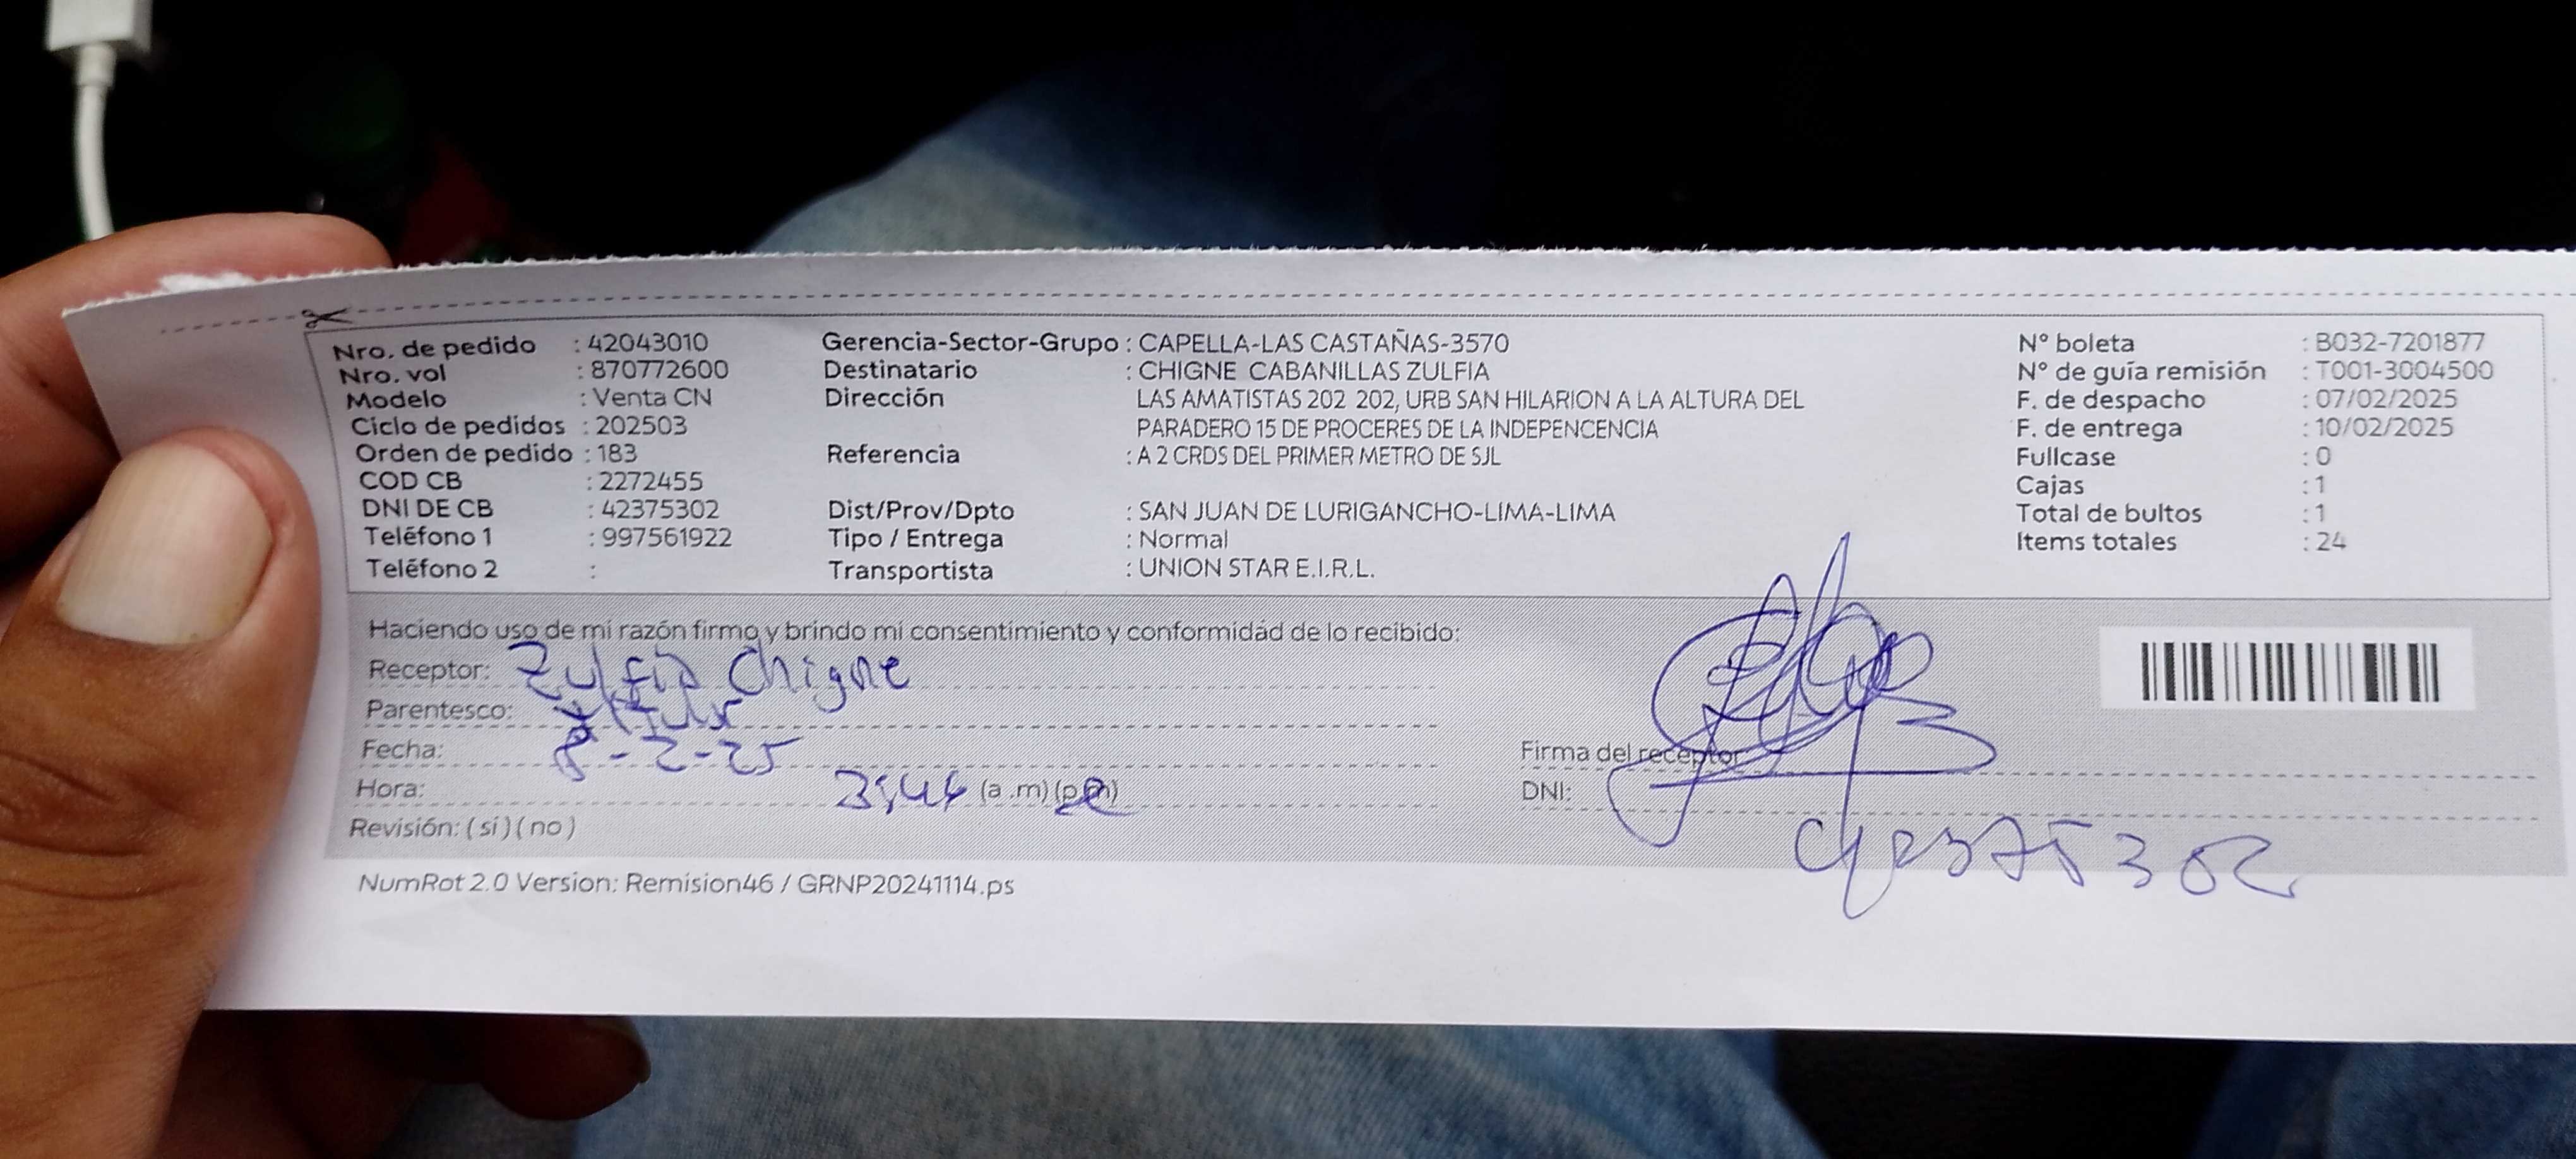 Nro. de pedido : 42043010
Nro. vol : 870772600
Modelo : Venta CN
Ciclo de pedidos : 202503
Orden de pedido : 183
COD CB : 2272455
DNI DE CB : 42375302
Teléfono 1 : 997561922
Teléfono 2 :
Gerencia-Sector-Grupo : CAPELLA-LAS CASTAÑAS-3570
Destinatario : CHIGNE CABANILLAS ZULFIA
Dirección LAS AMATISTAS 202 202, URB SAN HILARION A LA ALTURA DEL
PARADERO 15 DE PROCERES DE LA INDEPENCENCIA
Referencia : A 2 CRDS DEL PRIMER METRO DE SJL
Dist/Prov/Dpto : SAN JUAN DE LURIGANCHO-LIMA-LIMA
Tipo / Entrega : Normal
Transportista : UNION STAR E.I.R.L.
N° boleta : B032-7201877
N° de guía remisión : T001-3004500
F. de despacho : 07/02/2025
F. de entrega : 10/02/2025
Fullcase : 0
Cajas : 1
Total de bultos : 1
Items totales : 24
Haciendo uso de mi razón firmo y brindo mi consentimiento y conformidad de lo recibido:
Receptor: Zulfia Chigne
Parentesco: titular
Fecha: 8-2-25
Hora: 3:44 (a .m) (p.m)
Revisión: ( si ) ( no )
Firma del receptor
DNI: 42375302
NumRot 2.0 Version: Remision46 / GRNP20241114.ps